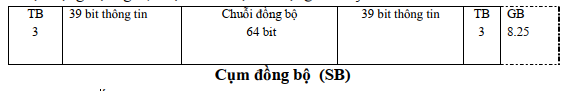 TB 39 bit thông tin Chuỗi đồng bộ 39 bit thông tin TB GB
3 64 bit 3 8.25
Cụm đồng bộ (SB)